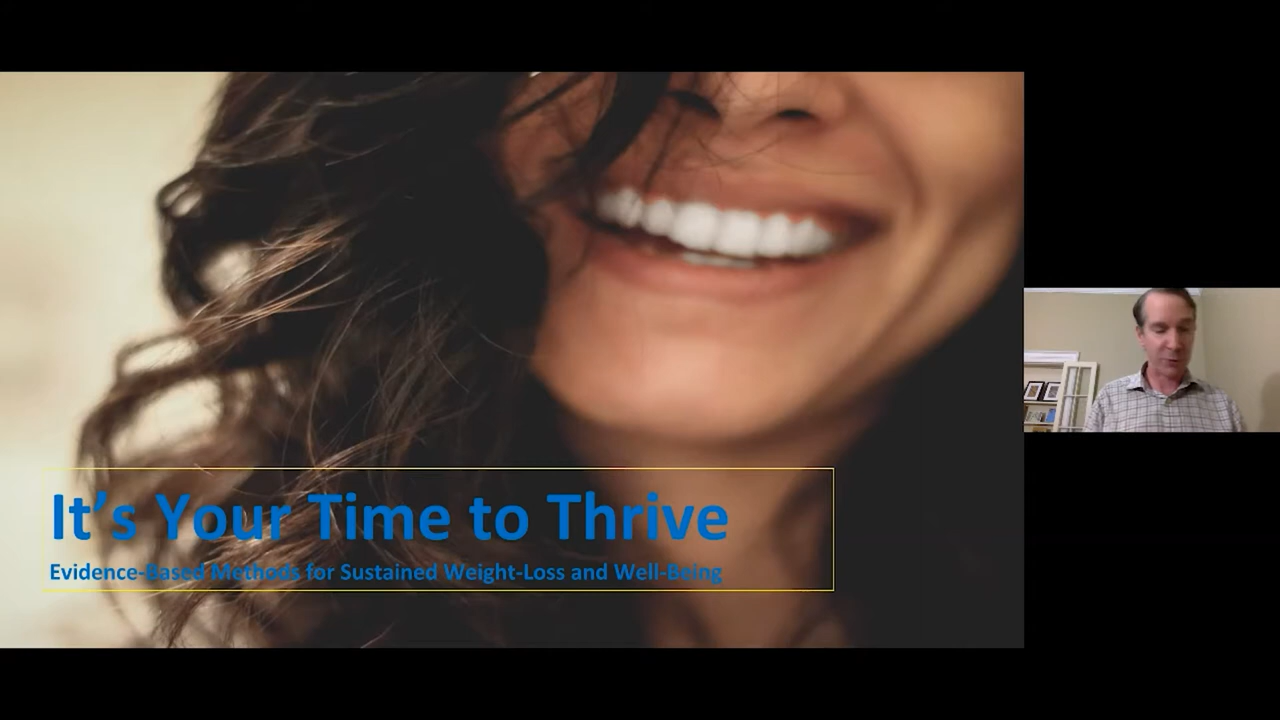 It’s Your Time to Thrive
Evidence-Based Methods for Sustained Weight-Loss and Well-Being